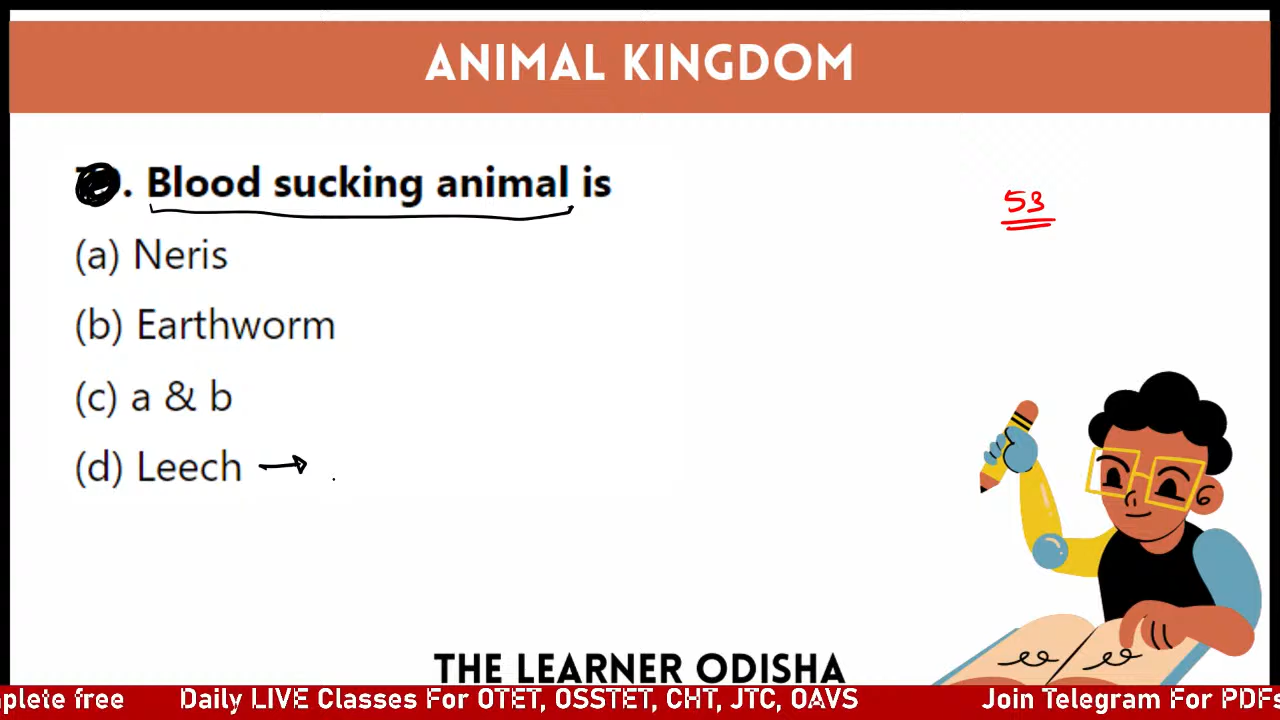 ANIMAL KINGDOM
. Blood sucking animal is
53
(a) Neris
(b) Earthworm
(c) a & b
(d) Leech →
THE LEARNER ODISHA
mplete free Daily LIVE Classes For OTET, OSSTET, CHT, JTC, OAVS Join Telegram For PDFs